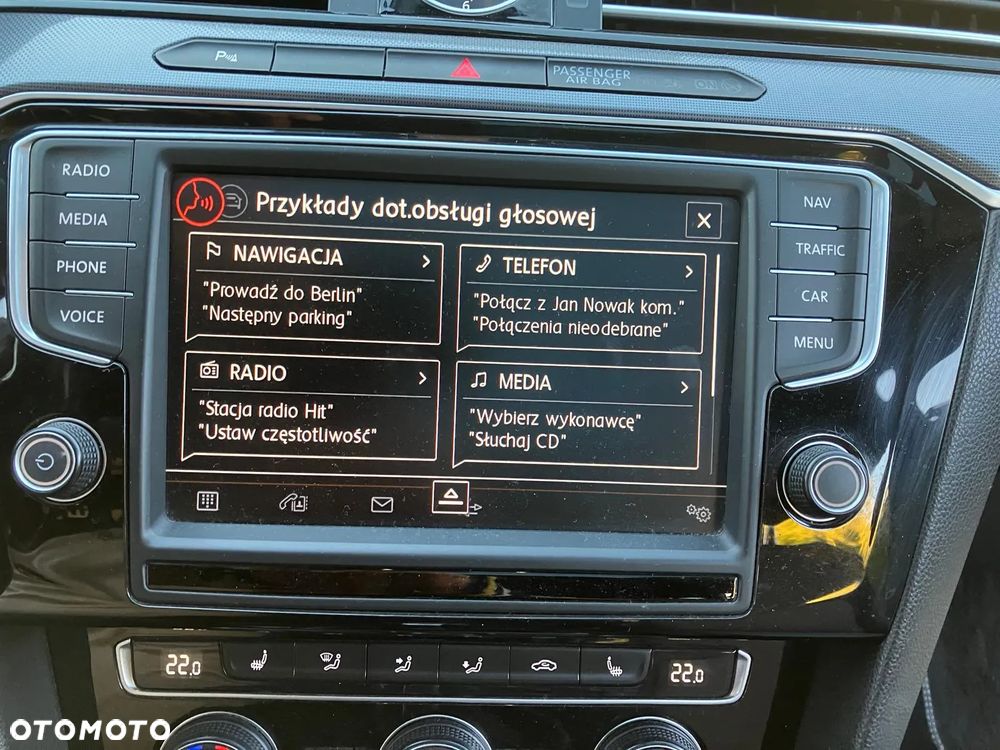 6
P
PASSENGER
AIR BAG
ON
RADIO
MEDIA
PHONE
VOICE
Przykłady dot.obsługi głosowej
X
NAWIGACJA
"Prowadź do Berlin"
"Następny parking"
TELEFON
"Połącz z Jan Nowak kom."
"Połączenia nieodebrane"
RADIO
"Stacja radio Hit"
"Ustaw częstotliwość"
MEDIA
"Wybierz wykonawcę"
"Słuchaj CD"
NAV
TRAFFIC
CAR
MENU
22.0
22.0
OTOMOTO